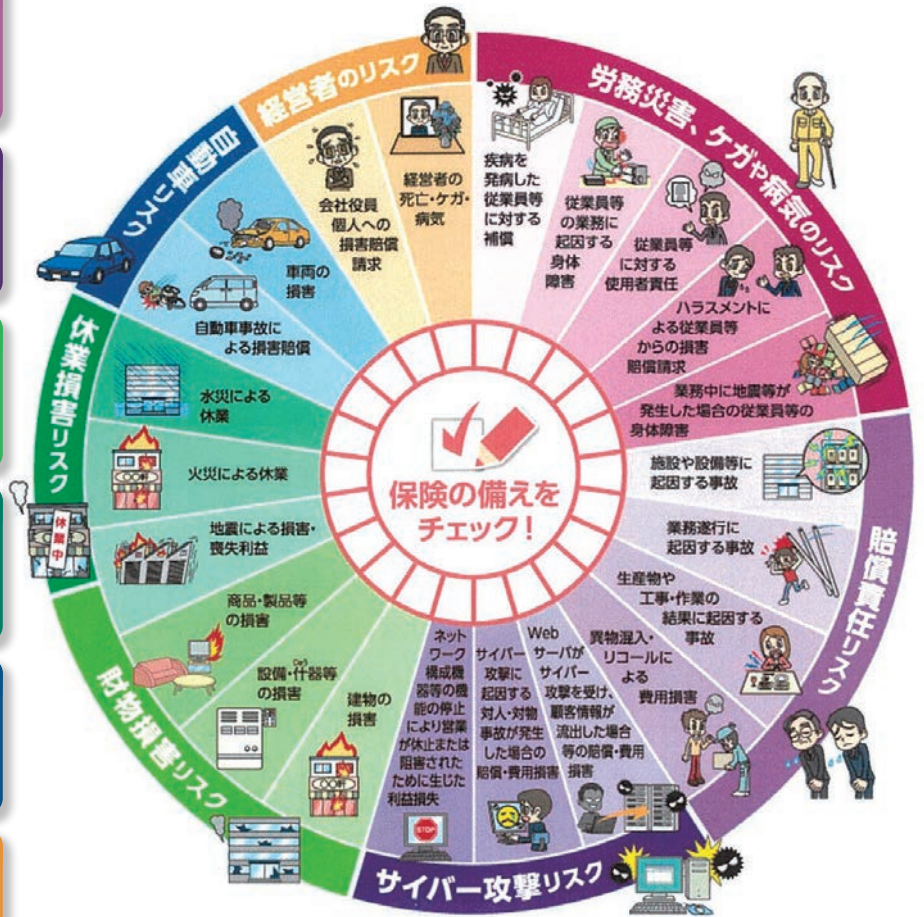 経営者のリスク
会社役員
個人への
損害賠償
請求
経営者の
死亡・ケガ・
病気
労務災害、ケガや病気のリスク
疾病を
発病した
従業員等
に対する
補償
従業員等
の業務に
起因する
身体
障害
従業員等
に対する
使用者責任
ハラスメントに
よる従業員等
からの損害
賠償請求
業務中に地震等が
発生した場合の従業員等の
身体障害
賠償責任リスク
施設や設備等に
起因する事故
業務遂行に
起因する事故
生産物や
工事・作業の
結果に起因する
事故
異物混入・
リコールに
よる
費用損害
サイバー攻撃リスク
Web
サーバが
サイバー
攻撃を受け、
顧客情報が
流出した場合
等の賠償・費用
損害
サイバー
攻撃に
起因する
対人・対物
事故が発生
した場合の
賠償・費用損害
ネット
ワーク
構成機
器等の機
能の停止
により営業
が休止または
阻害された
ために生じた
利益損失
STOP
財物損害リスク
建物の
損害
設備・什器等
じゅう
の損害
商品・製品等
の損害
休業損害リスク
休業中
地震による損害・
喪失利益
火災による休業
水災による
休業
自動車リスク
自動車事故に
よる損害賠償
車両の
損害
保険の備えを
チェック！